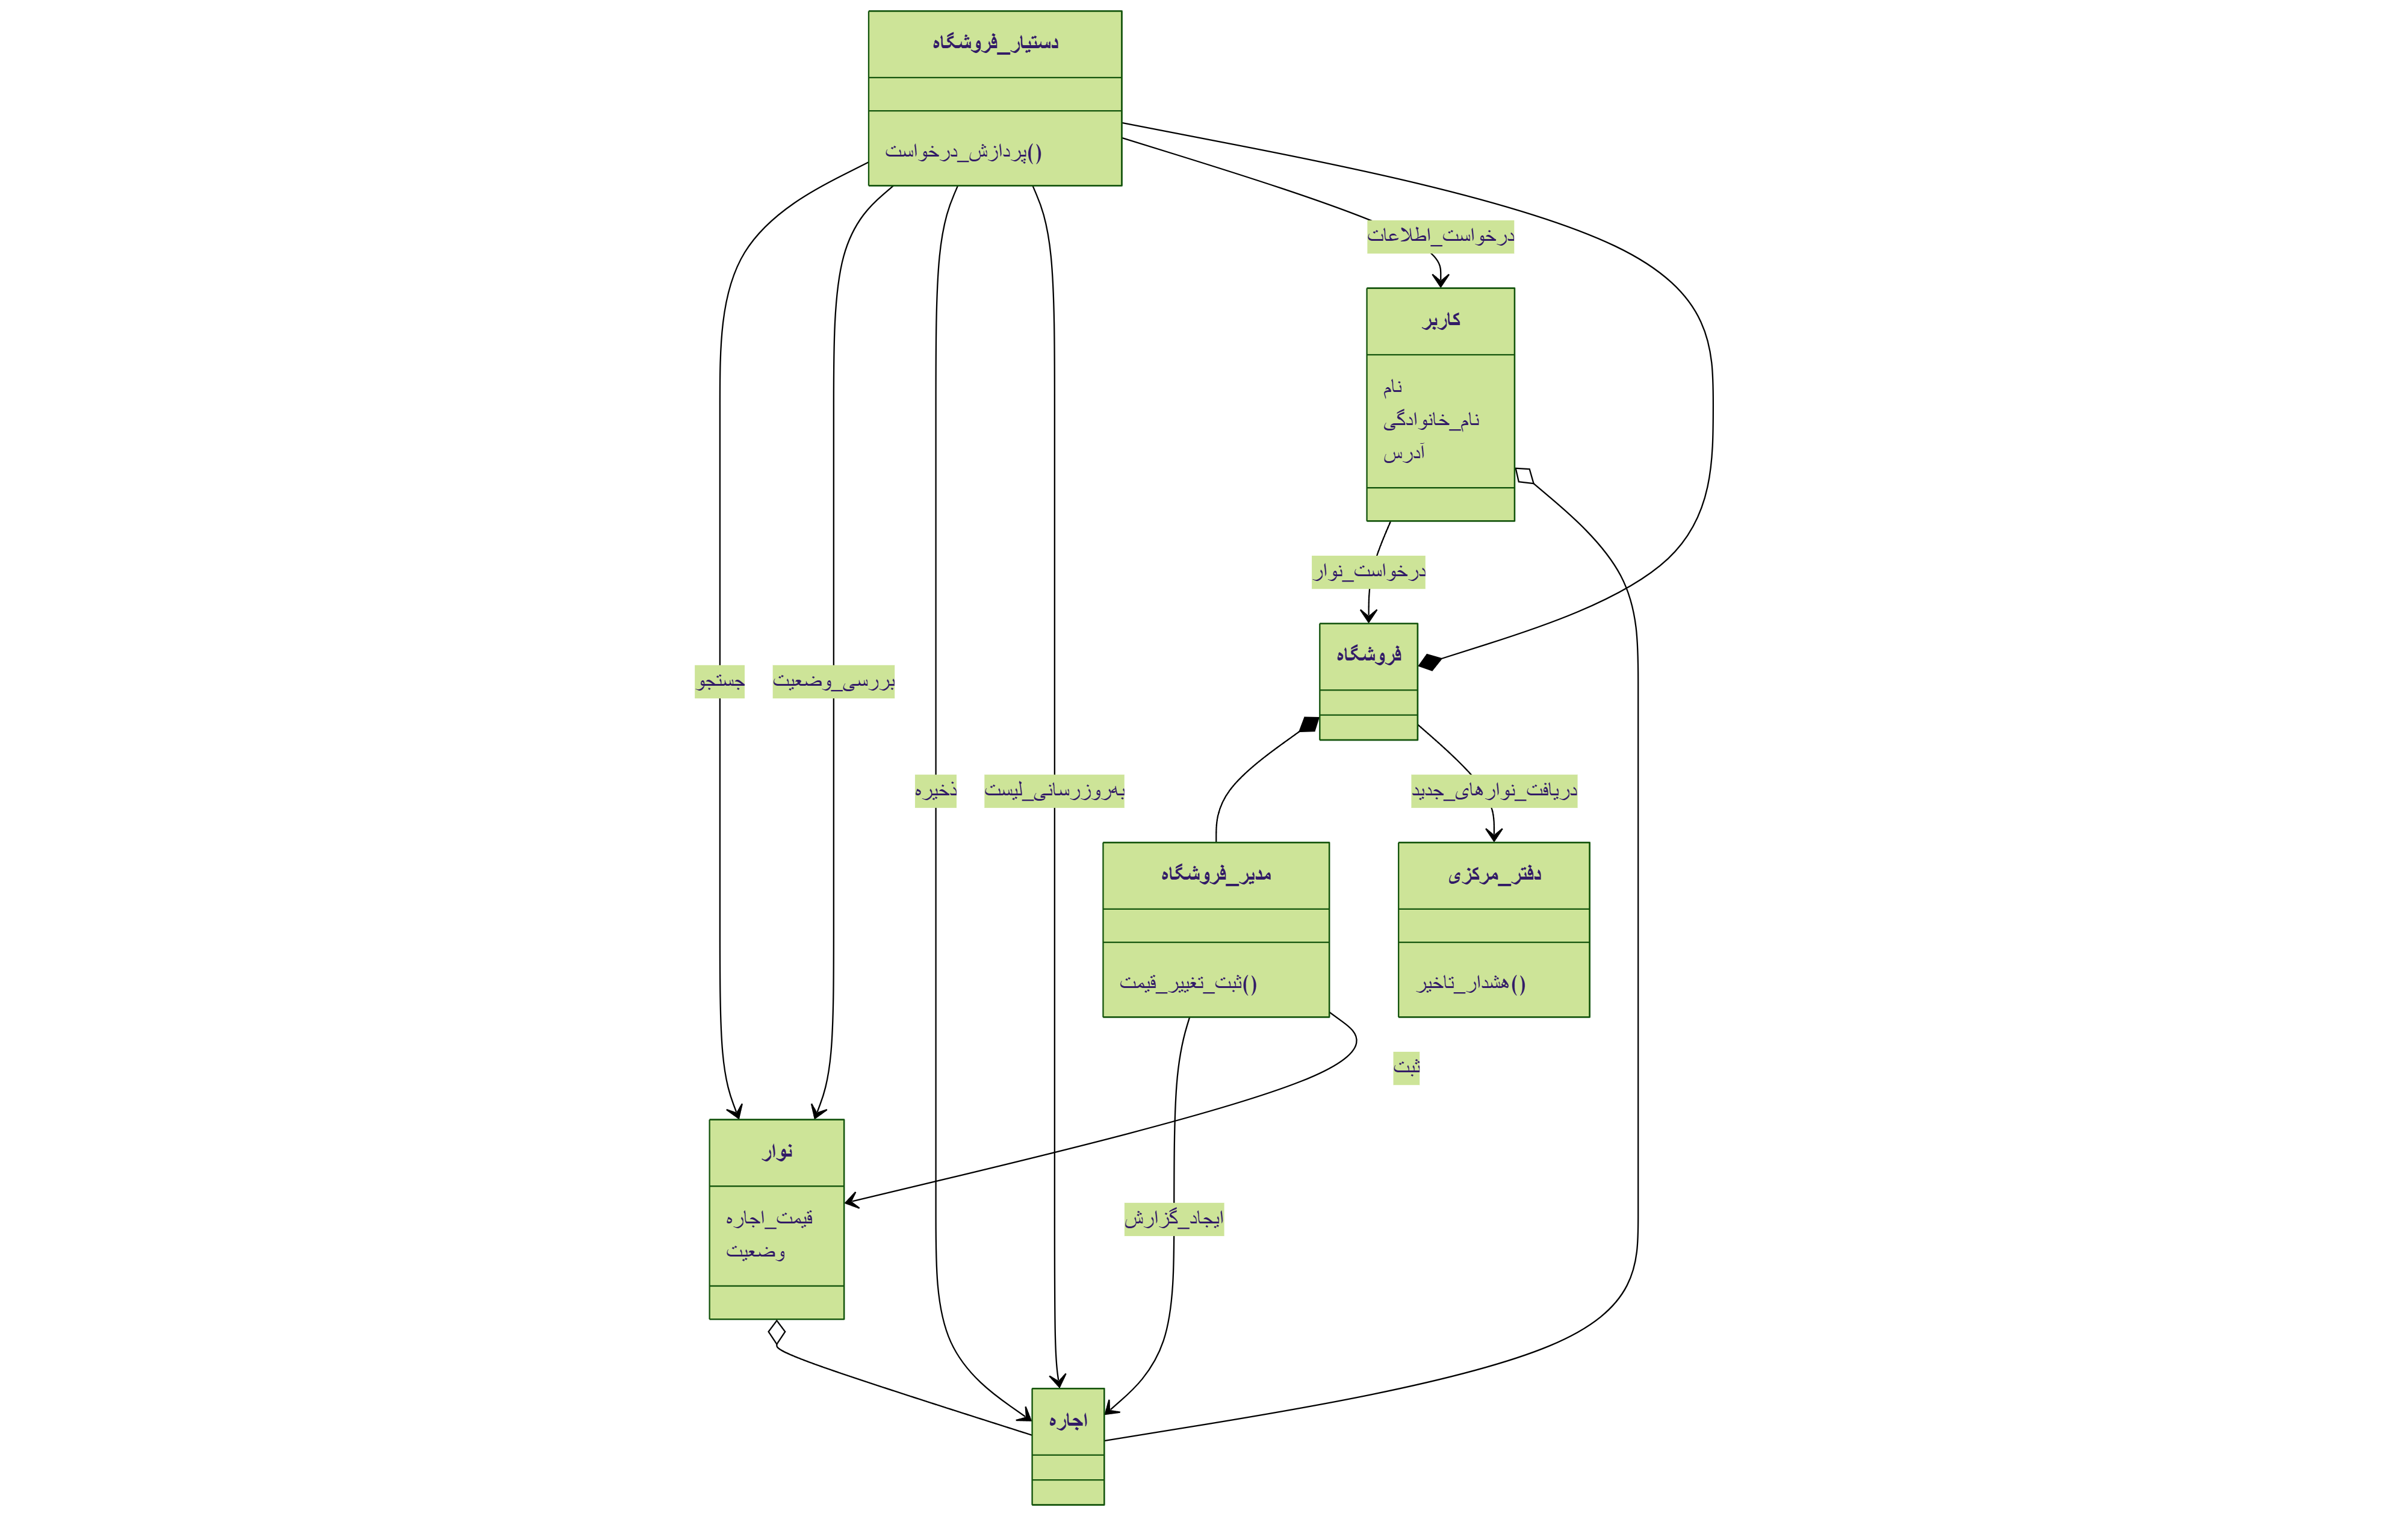 دستیار_فروشگاه
پردازش_درخواست()
درخواست_اطلاعات
کاربر
نام
نام_خانوادگی
آدرس
درخواست_نوار
فروشگاه
جستجو
بررسی_وضعیت
ذخیره
به‌روزرسانی_لیست
دریافت_نوارهای_جدید
مدیر_فروشگاه
ثبت_تغییر_قیمت()
دفتر_مرکزی
هشدار_تاخیر()
ثبت
نوار
قیمت_اجاره
وضعیت
ایجاد_گزارش
اجاره